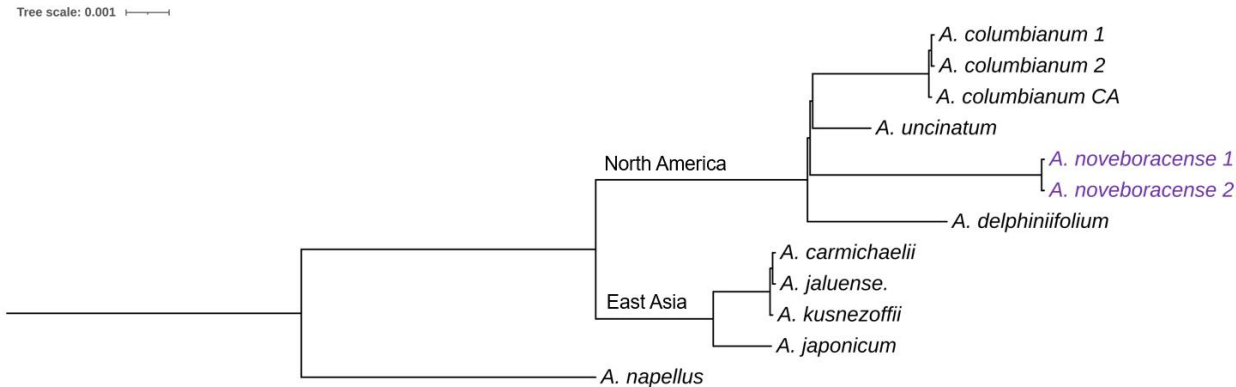 Tree scale: 0.001
A. columbianum 1
A. columbianum 2
A. columbianum CA
A. uncinatum
North America
A. noveboracense 1
A. noveboracense 2
A. delphiniifolium
A. carmichaelii
A. jaluense.
East Asia
A. kusnezoffii
A. japonicum
A. napellus